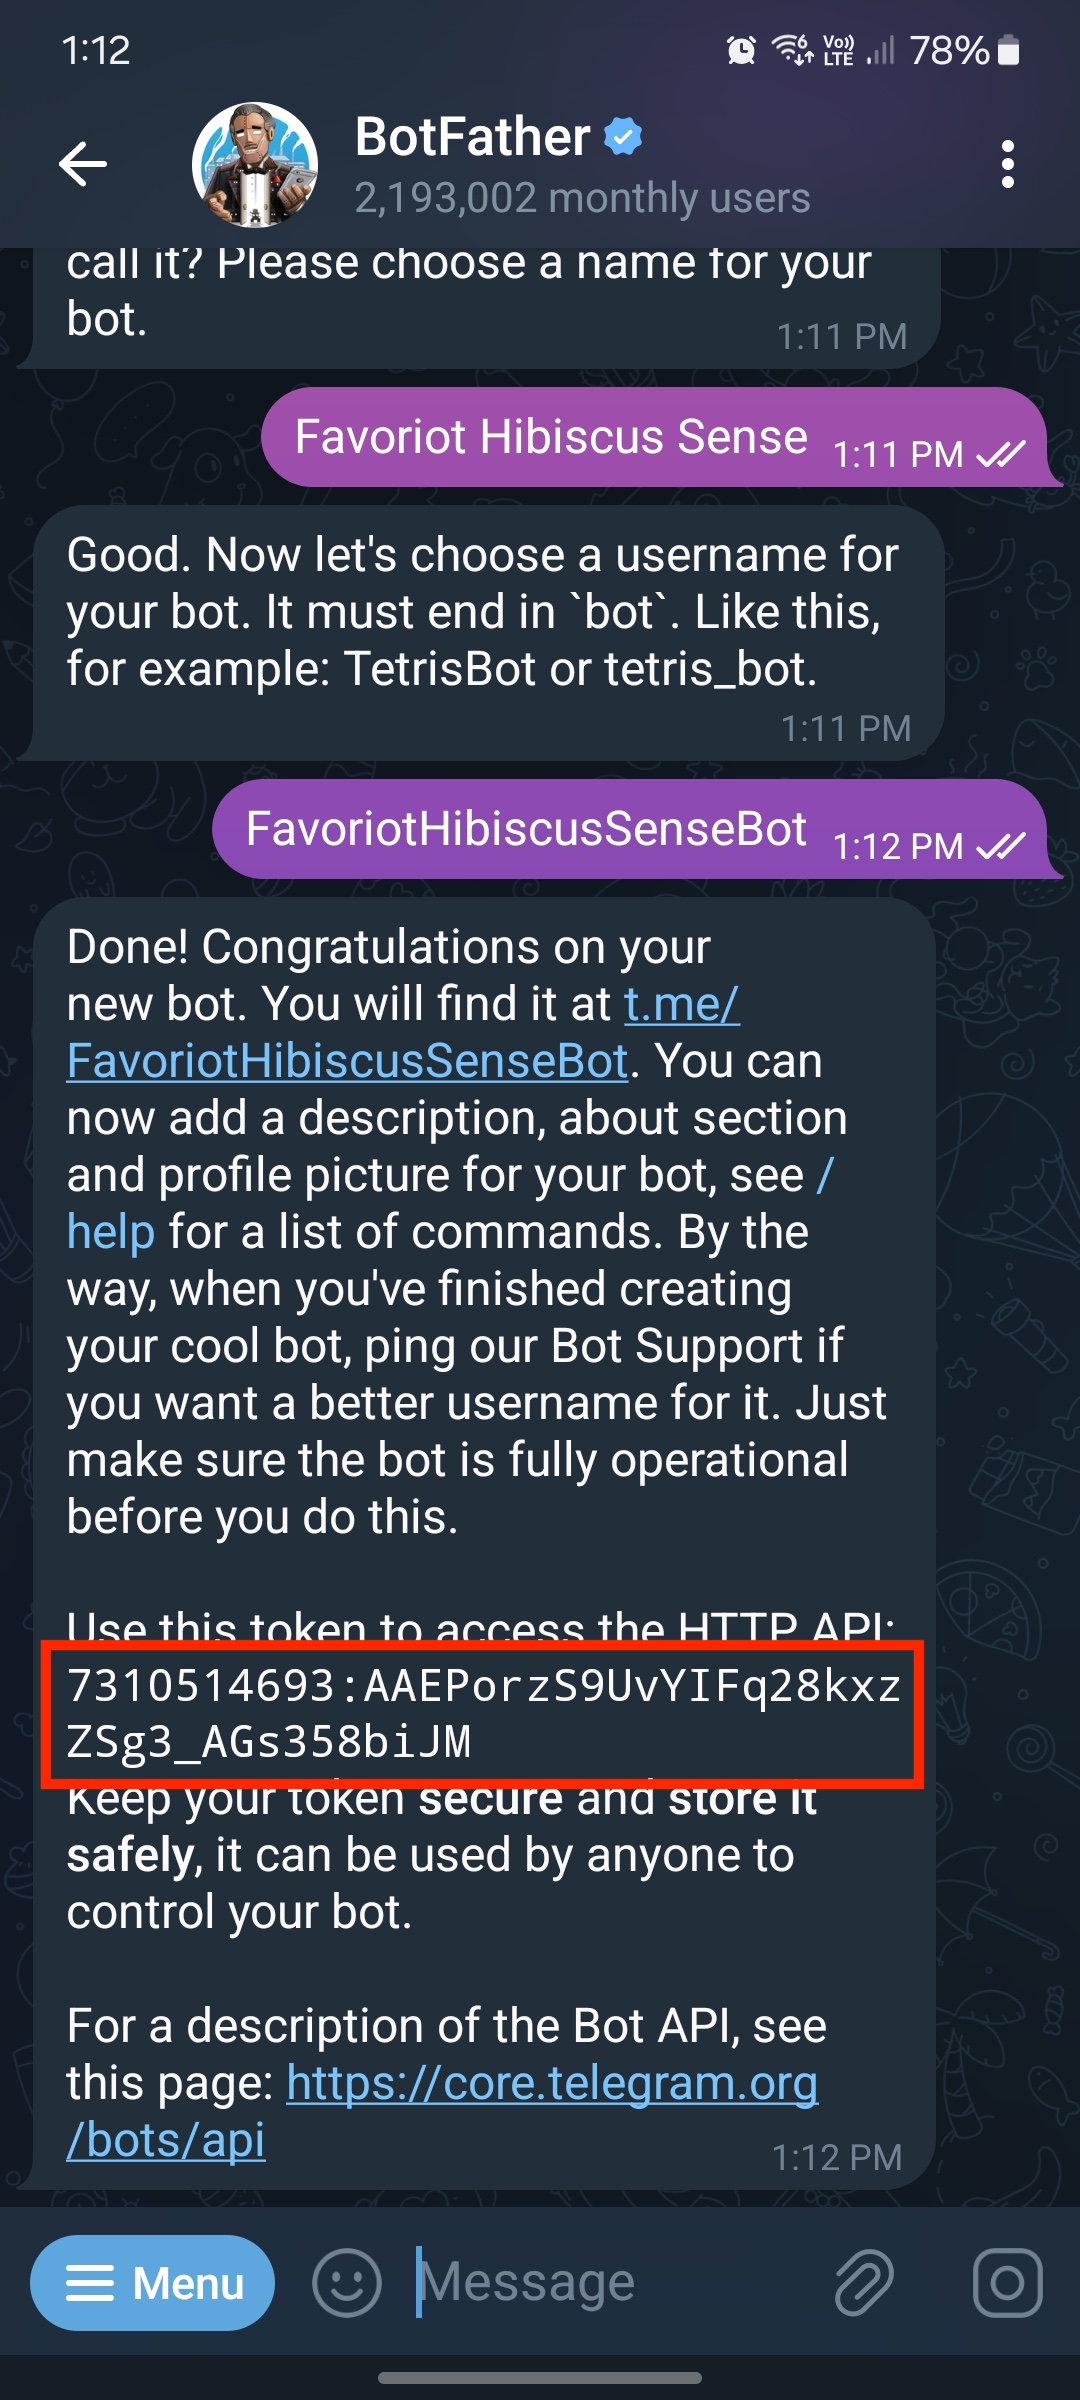 1:12
Vo))
LTE
78%
BotFather
2,193,002 monthly users
call it? Please choose a name for your
bot.
1:11 PM
Favoriot Hibiscus Sense
1:11 PM
Good. Now let's choose a username for
your bot. It must end in `bot`. Like this,
for example: TetrisBot or tetris_bot.
1:11 PM
FavoriotHibiscusSenseBot
1:12 PM
Done! Congratulations on your
new bot. You will find it at t.me/
FavoriotHibiscusSenseBot. You can
now add a description, about section
and profile picture for your bot, see /
help for a list of commands. By the
way, when you've finished creating
your cool bot, ping our Bot Support if
you want a better username for it. Just
make sure the bot is fully operational
before you do this.
Use this token to access the HTTP API:
7310514693:AAEPorzS9UvYIFq28kxz
ZSg3_AGs358biJM
Keep your token secure and store it
safely, it can be used by anyone to
control your bot.
For a description of the Bot API, see
this page: https://core.telegram.org
/bots/api
1:12 PM
Menu
Message